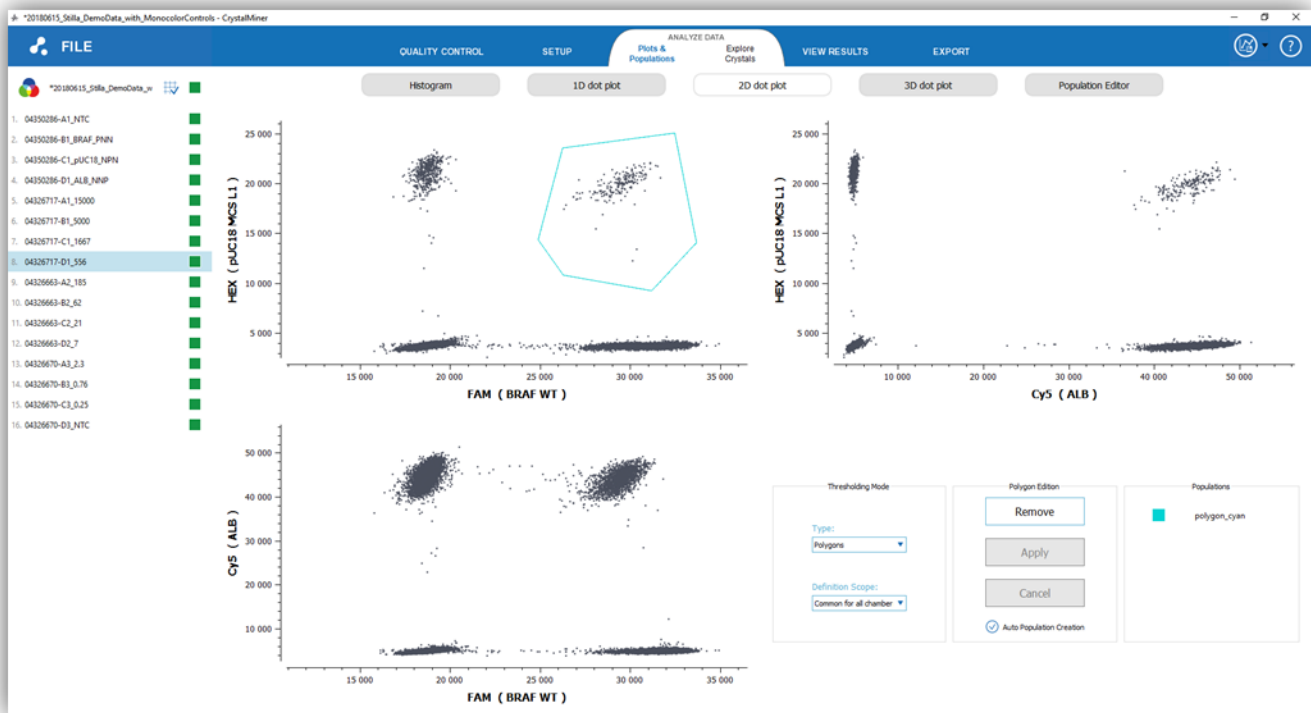 *20180615_Stilla_DemoData_with_MonocolorControls - CrystalMiner
FILE
QUALITY CONTROL
SETUP
ANALYZE DATA
Plots &
Populations
Explore
Crystals
VIEW RESULTS
EXPORT
?
*20180615_Stilla_DemoData_w
Histogram
1D dot plot
2D dot plot
3D dot plot
Population Editor
1. 04350286-A1_NTC
2. 04350286-B1_BRAF_PNN
3. 04350286-C1_pUC18_NPN
4. 04350286-D1_ALB_NNP
5. 04326717-A1_15000
6. 04326717-B1_5000
7. 04326717-C1_1667
8. 04326717-D1_556
9. 04326663-A2_185
10. 04326663-B2_62
11. 04326663-C2_21
12. 04326663-D2_7
13. 04326670-A3_2.3
14. 04326670-B3_0.76
15. 04326670-C3_0.25
16. 04326670-D3_NTC
HEX ( pUC18 MCS L1 )
25 000
20 000
15 000
10 000
5 000
15 000 20 000 25 000 30 000 35 000
FAM ( BRAF WT )
HEX ( pUC18 MCS L1 )
25 000
20 000
15 000
10 000
5 000
10 000 20 000 30 000 40 000 50 000
Cy5 ( ALB )
Cy5 ( ALB )
50 000
40 000
30 000
20 000
10 000
15 000 20 000 25 000 30 000 35 000
FAM ( BRAF WT )
Thresholding Mode
Type:
Polygons
Definition Scope:
Common for all chamber
Polygon Edition
Remove
Apply
Cancel
Auto Population Creation
Populations
polygon_cyan